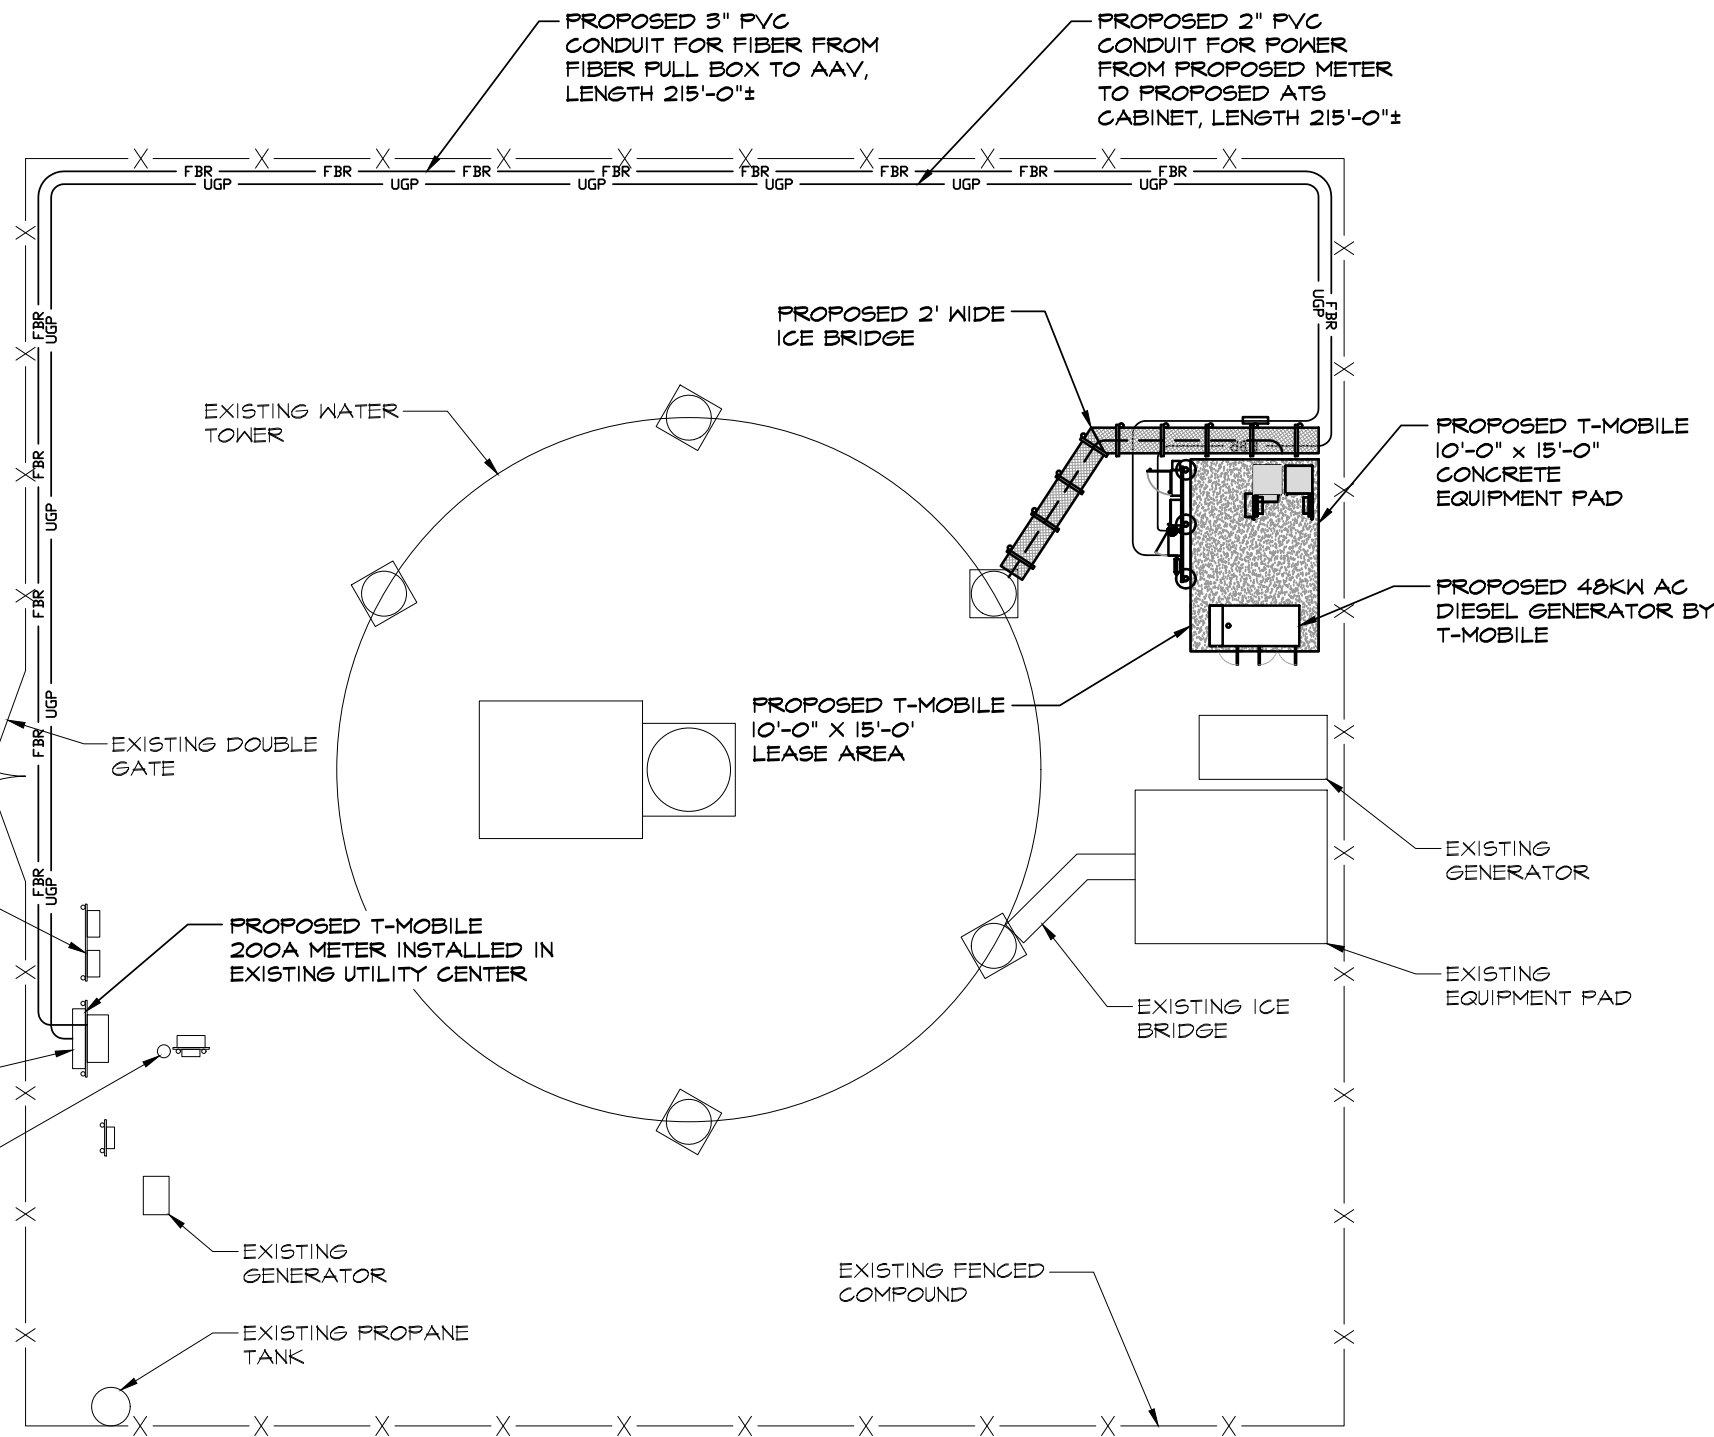 PROPOSED 3" PVC
CONDUIT FOR FIBER FROM
FIBER PULL BOX TO AAV,
LENGTH 215'-0"±
PROPOSED 2" PVC
CONDUIT FOR POWER
FROM PROPOSED METER
TO PROPOSED ATS
CABINET, LENGTH 215'-0"±
X X X X X X X X X X
FBR FBR FBR FBR FBR FBR FBR FBR
UGP UGP UGP UGP UGP UGP
X X X X X X X X
FBR FBR FBR FBR FBR
UGP UGP UGP UGP
UGP
FBR
X X X X X X X X X X
PROPOSED 2' WIDE
ICE BRIDGE
EXISTING WATER
TOWER
PROPOSED T-MOBILE
10'-0" x 15'-0"
CONCRETE
EQUIPMENT PAD
PROPOSED 48KW AC
DIESEL GENERATOR BY
T-MOBILE
PROPOSED T-MOBILE
10'-0" X 15'-0'
LEASE AREA
EXISTING DOUBLE
GATE
EXISTING
GENERATOR
PROPOSED T-MOBILE
200A METER INSTALLED IN
EXISTING UTILITY CENTER
EXISTING
EQUIPMENT PAD
EXISTING ICE
BRIDGE
EXISTING
GENERATOR
EXISTING FENCED
COMPOUND
EXISTING PROPANE
TANK
X X X X X X X X X X